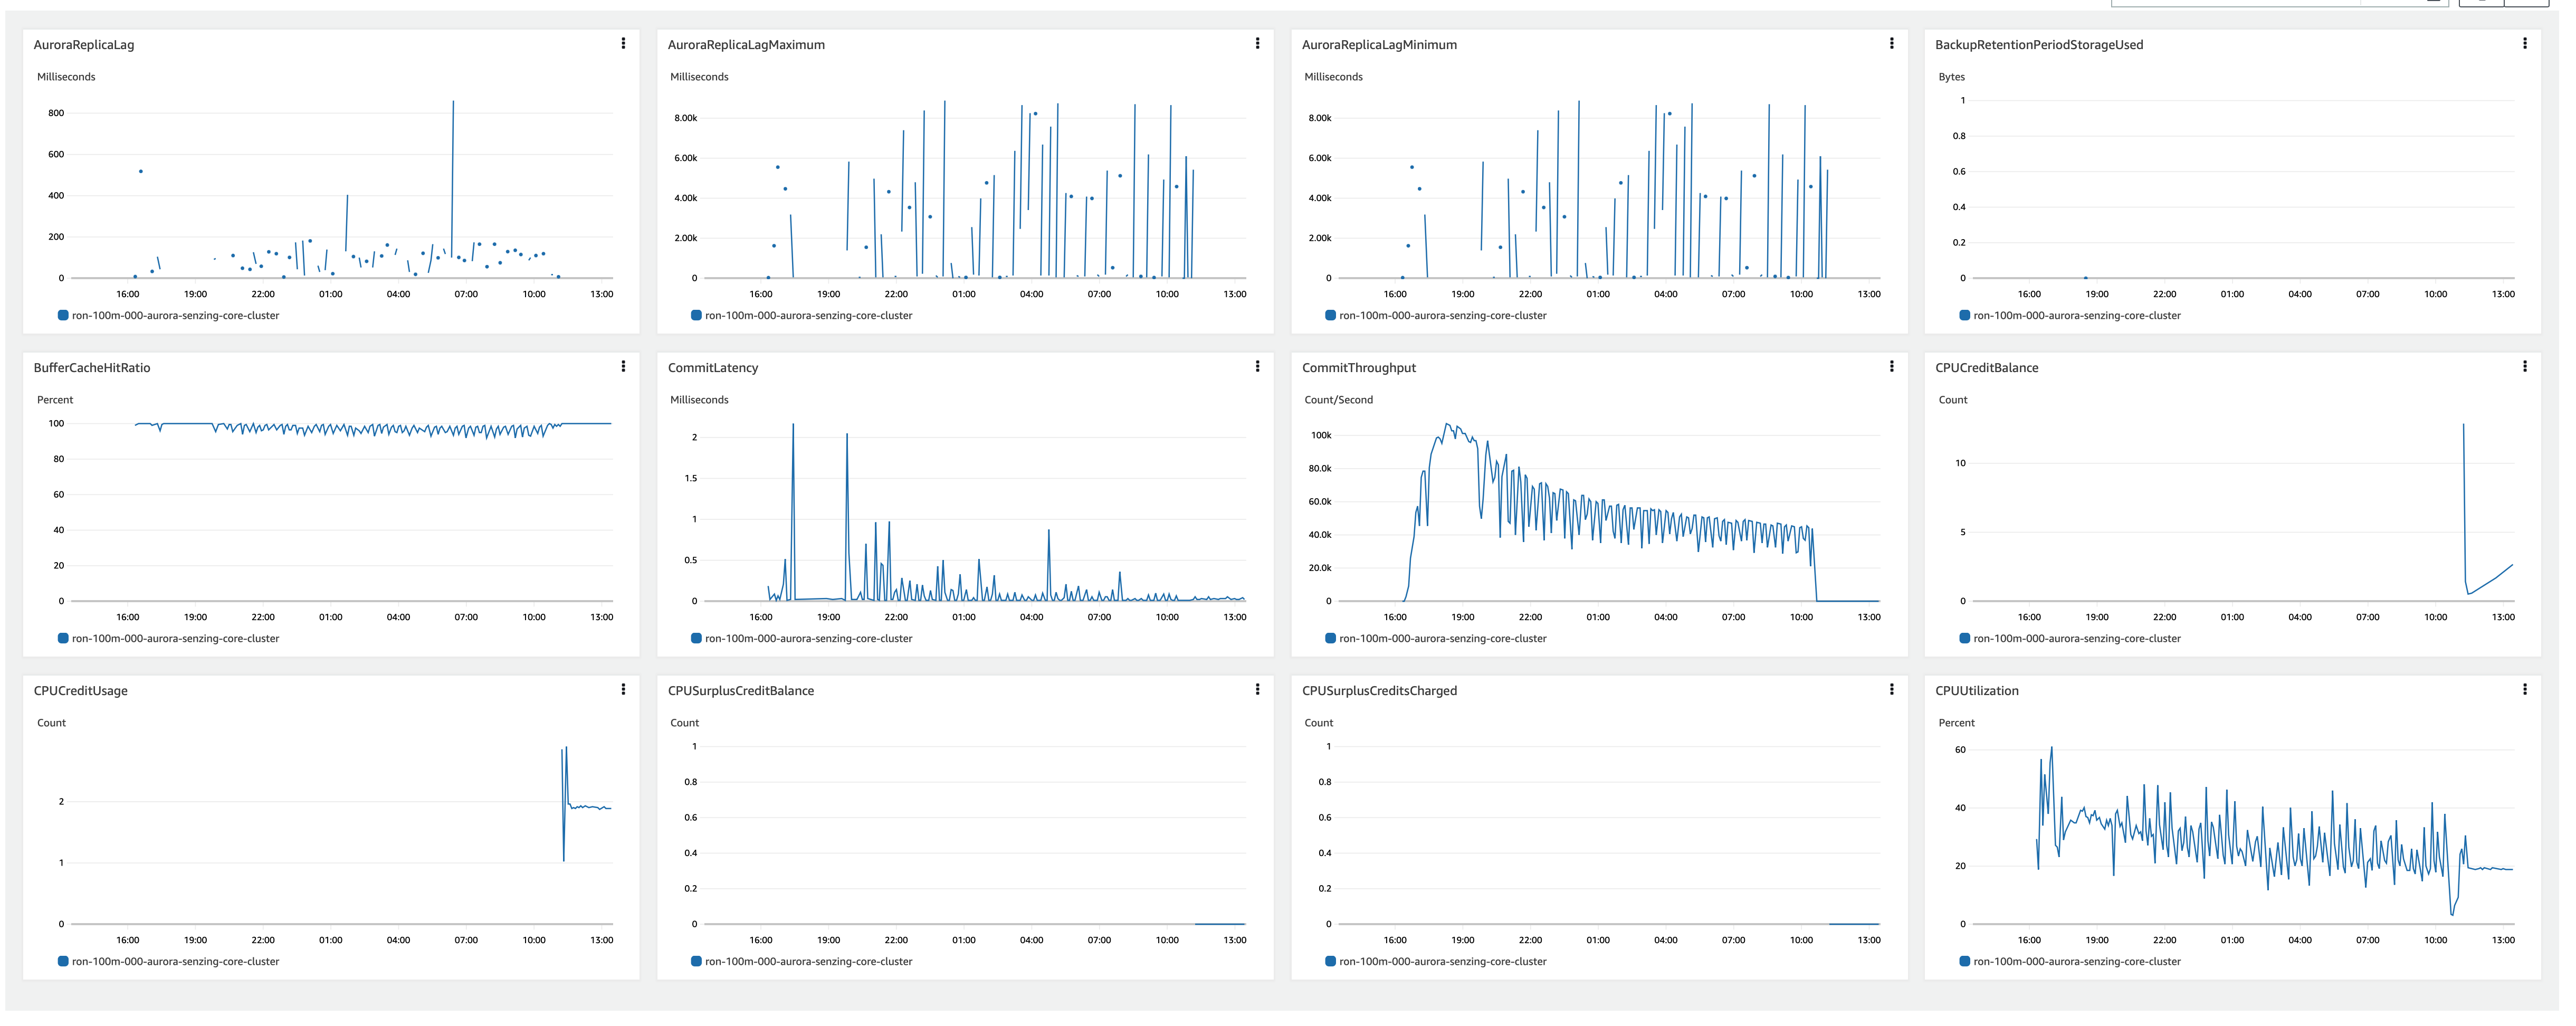 AuroraReplicaLag
Milliseconds
800
600
400
200
0
16:00 19:00 22:00 01:00 04:00 07:00 10:00 13:00
ron-100m-000-aurora-senzing-core-cluster
AuroraReplicaLagMaximum
Milliseconds
8.00k
6.00k
4.00k
2.00k
0
16:00 19:00 22:00 01:00 04:00 07:00 10:00 13:00
ron-100m-000-aurora-senzing-core-cluster
AuroraReplicaLagMinimum
Milliseconds
8.00k
6.00k
4.00k
2.00k
0
16:00 19:00 22:00 01:00 04:00 07:00 10:00 13:00
ron-100m-000-aurora-senzing-core-cluster
BackupRetentionPeriodStorageUsed
Bytes
1
0.8
0.6
0.4
0.2
0
16:00 19:00 22:00 01:00 04:00 07:00 10:00 13:00
ron-100m-000-aurora-senzing-core-cluster
BufferCacheHitRatio
Percent
100
80
60
40
20
0
16:00 19:00 22:00 01:00 04:00 07:00 10:00 13:00
ron-100m-000-aurora-senzing-core-cluster
CommitLatency
Milliseconds
2
1.5
1
0.5
0
16:00 19:00 22:00 01:00 04:00 07:00 10:00 13:00
ron-100m-000-aurora-senzing-core-cluster
CommitThroughput
Count/Second
100k
80.0k
60.0k
40.0k
20.0k
0
16:00 19:00 22:00 01:00 04:00 07:00 10:00 13:00
ron-100m-000-aurora-senzing-core-cluster
CPUCreditBalance
Count
10
5
0
16:00 19:00 22:00 01:00 04:00 07:00 10:00 13:00
ron-100m-000-aurora-senzing-core-cluster
CPUCreditUsage
Count
2
1
0
16:00 19:00 22:00 01:00 04:00 07:00 10:00 13:00
ron-100m-000-aurora-senzing-core-cluster
CPUSurplusCreditBalance
Count
1
0.8
0.6
0.4
0.2
0
16:00 19:00 22:00 01:00 04:00 07:00 10:00 13:00
ron-100m-000-aurora-senzing-core-cluster
CPUSurplusCreditsCharged
Count
1
0.8
0.6
0.4
0.2
0
16:00 19:00 22:00 01:00 04:00 07:00 10:00 13:00
ron-100m-000-aurora-senzing-core-cluster
CPUUtilization
Percent
60
40
20
0
16:00 19:00 22:00 01:00 04:00 07:00 10:00 13:00
ron-100m-000-aurora-senzing-core-cluster